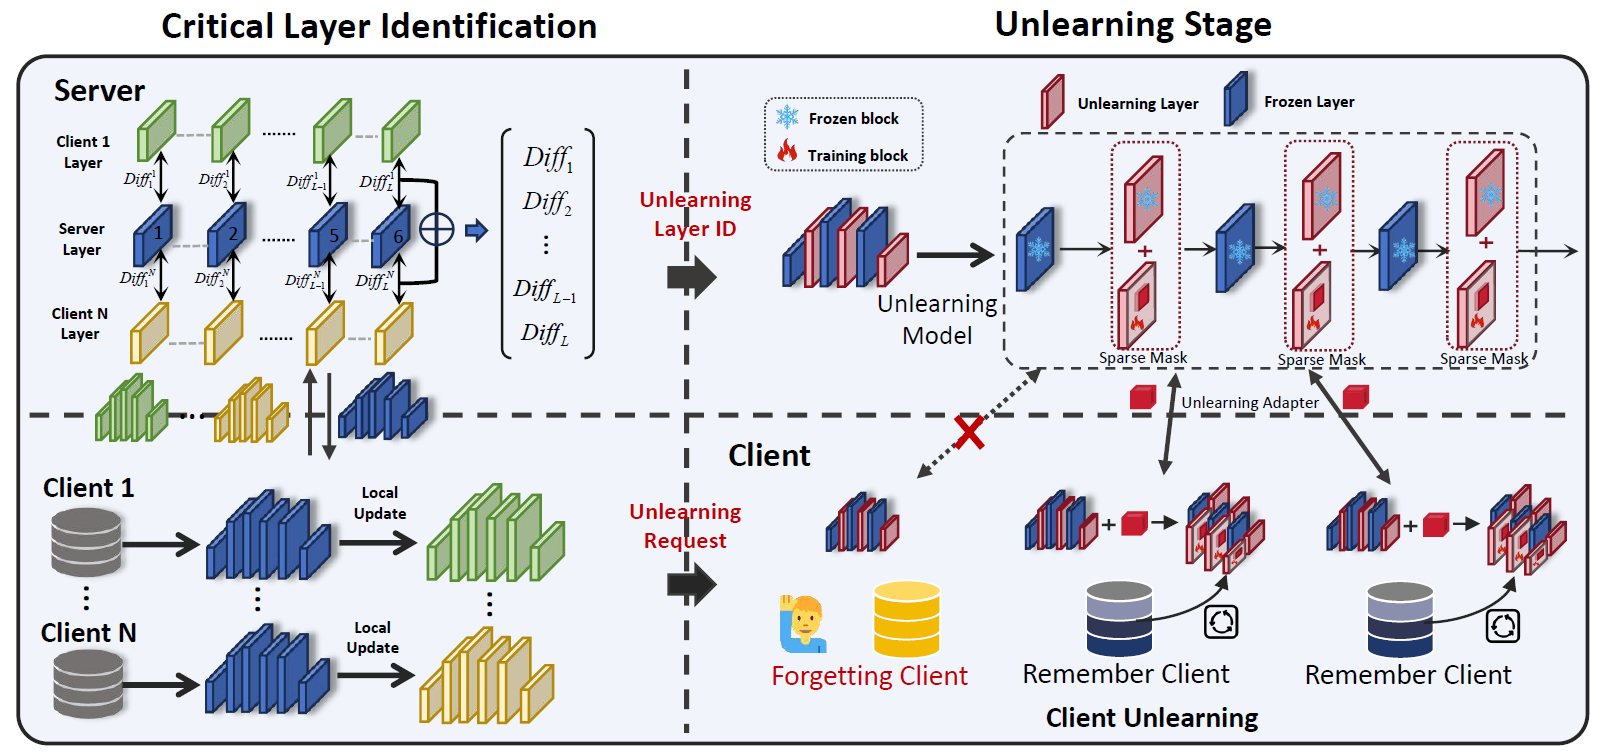 Critical Layer Identification
Unlearning Stage
Server
Client 1
Layer
Diff_1^1
Diff_2^1
Diff_{L-1}^1
Diff_L^1
Server
Layer
1
2
5
6
Diff_1^N
Diff_2^N
Diff_{L-1}^N
Diff_L^N
Client N
Layer
Diff_1
Diff_2
⋮
Diff_{L-1}
Diff_L
Client 1
Local
Update
Client N
Local
Update
Unlearning
Layer ID
Unlearning
Request
Frozen block
Training block
Unlearning Layer
Frozen Layer
Unlearning
Model
+
+
+
Sparse Mask
Sparse Mask
Sparse Mask
Unlearning Adapter
Client
+
+
Forgetting Client
Remember Client
Remember Client
Client Unlearning